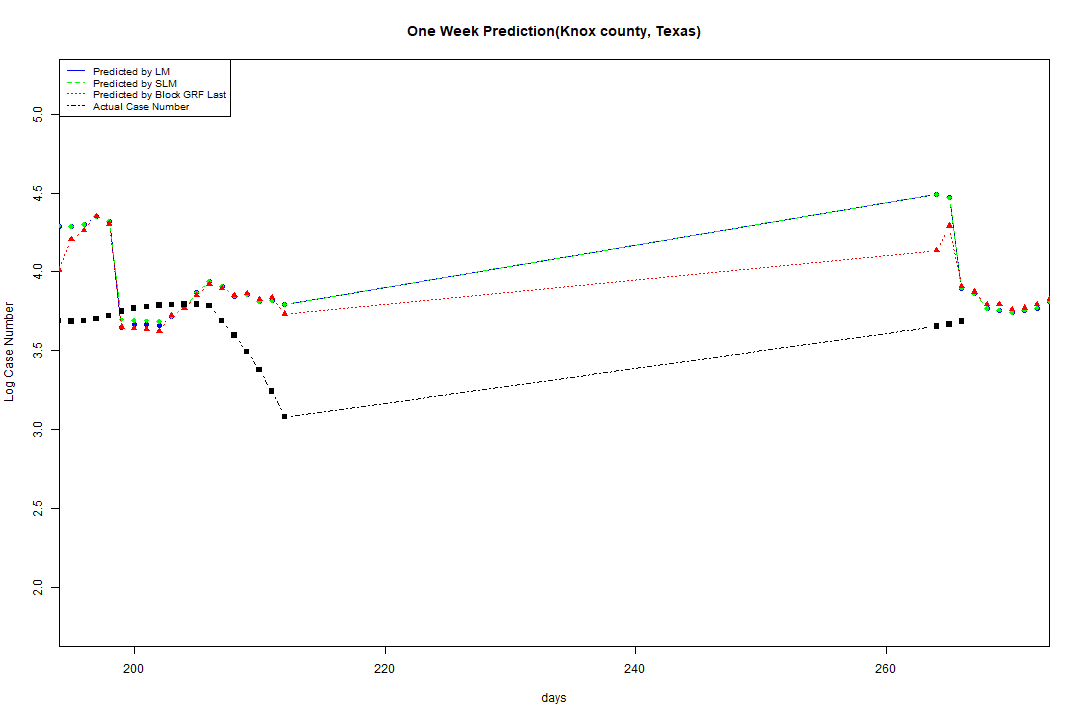 One Week Prediction(Knox county, Texas)
Predicted by LM
Predicted by SLM
Predicted by Block GRF Last
Actual Case Number
5.0
4.5
4.0
3.5
3.0
2.5
2.0
Log Case Number
200 220 240 260
days